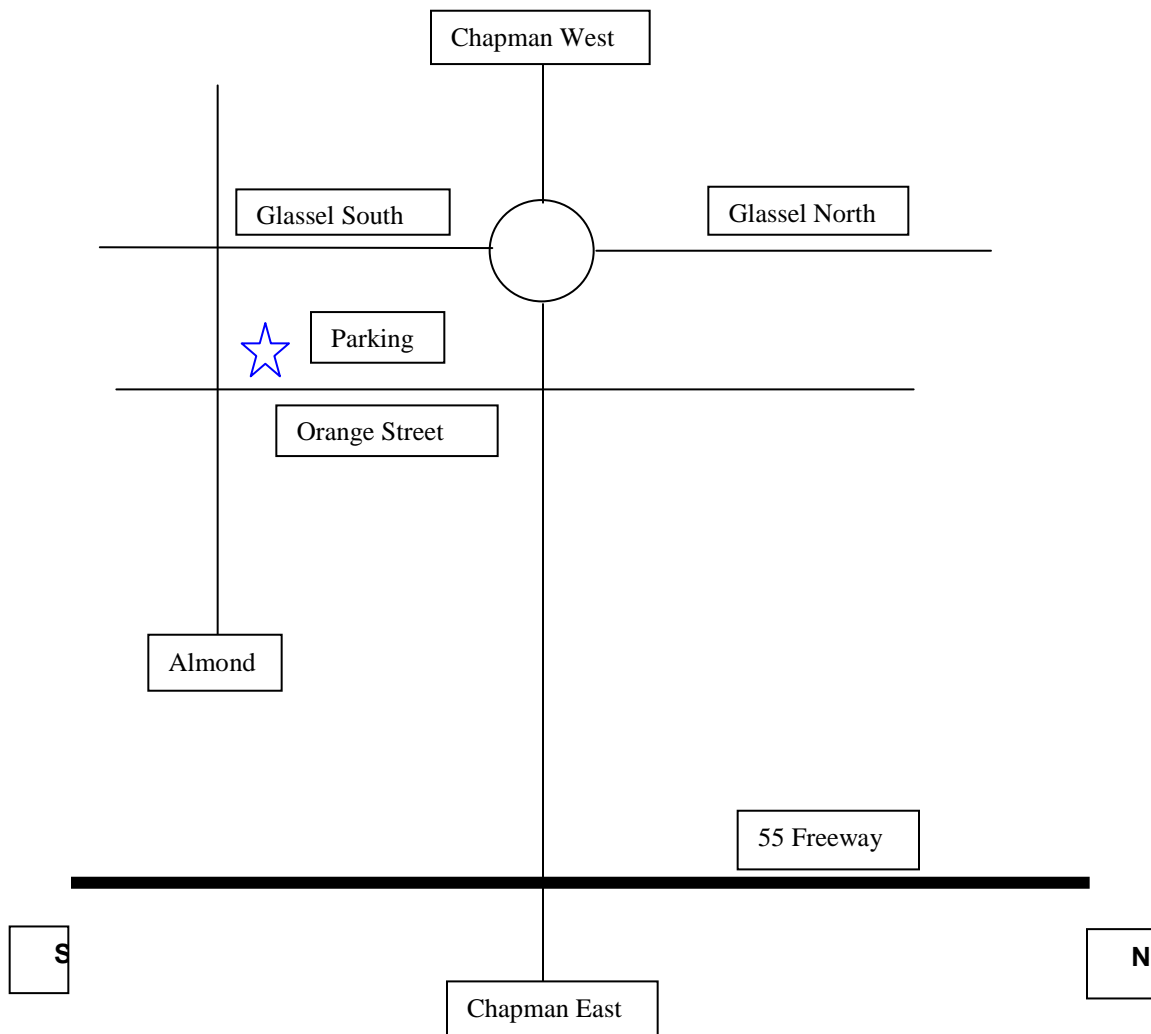 Chapman West
Glassel South
Glassel North
Parking
Orange Street
Almond
55 Freeway
S
N
Chapman East